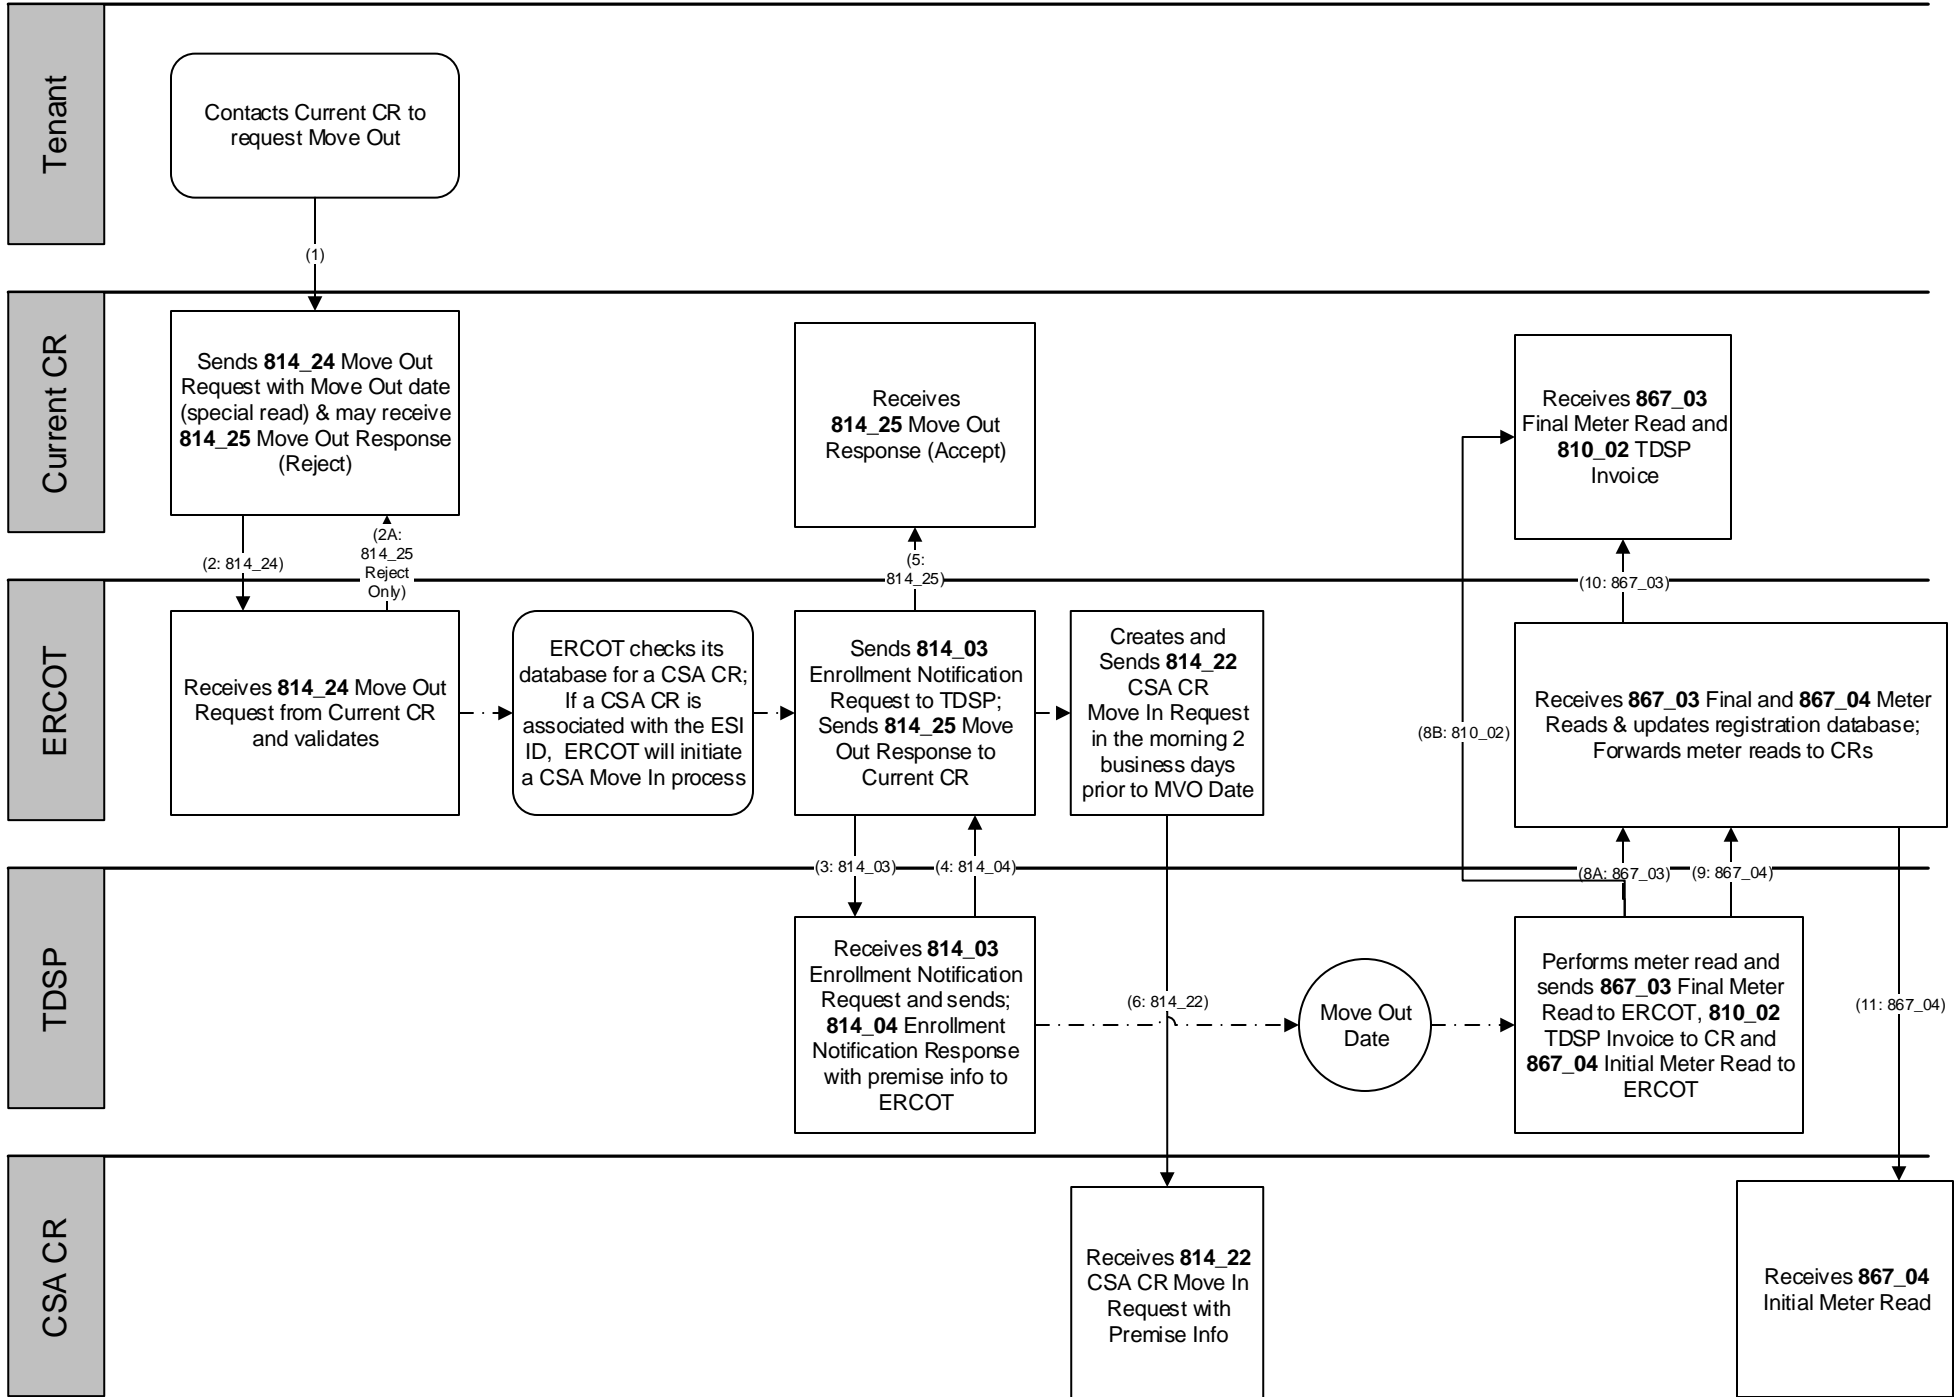 Tenant
Contacts Current CR to
request Move Out
(1)
Current CR
Sends 814_24 Move Out
Request with Move Out date
(special read) & may receive
814_25 Move Out Response
(Reject)
Receives
814_25 Move Out
Response (Accept)
Receives 867_03
Final Meter Read and
810_02 TDSP
Invoice
(2: 814_24)
(2A:
814_25
Reject
Only)
(5:
814_25)
(10: 867_03)
ERCOT
Receives 814_24 Move Out
Request from Current CR
and validates
ERCOT checks its
database for a CSA CR;
If a CSA CR is
associated with the ESI
ID, ERCOT will initiate
a CSA Move In process
Sends 814_03
Enrollment Notification
Request to TDSP;
Sends 814_25 Move
Out Response to
Current CR
Creates and
Sends 814_22
CSA CR
Move In Request
in the morning 2
business days
prior to MVO Date
(8B: 810_02)
Receives 867_03 Final and 867_04 Meter
Reads & updates registration database;
Forwards meter reads to CRs
(3: 814_03)
(4: 814_04)
(8A: 867_03)
(9: 867_04)
TDSP
Receives 814_03
Enrollment Notification
Request and sends;
814_04 Enrollment
Notification Response
with premise info to
ERCOT
(6: 814_22)
Move Out
Date
Performs meter read and
sends 867_03 Final Meter
Read to ERCOT, 810_02
TDSP Invoice to CR and
867_04 Initial Meter Read to
ERCOT
(11: 867_04)
CSA CR
Receives 814_22
CSA CR Move In
Request with
Premise Info
Receives 867_04
Initial Meter Read